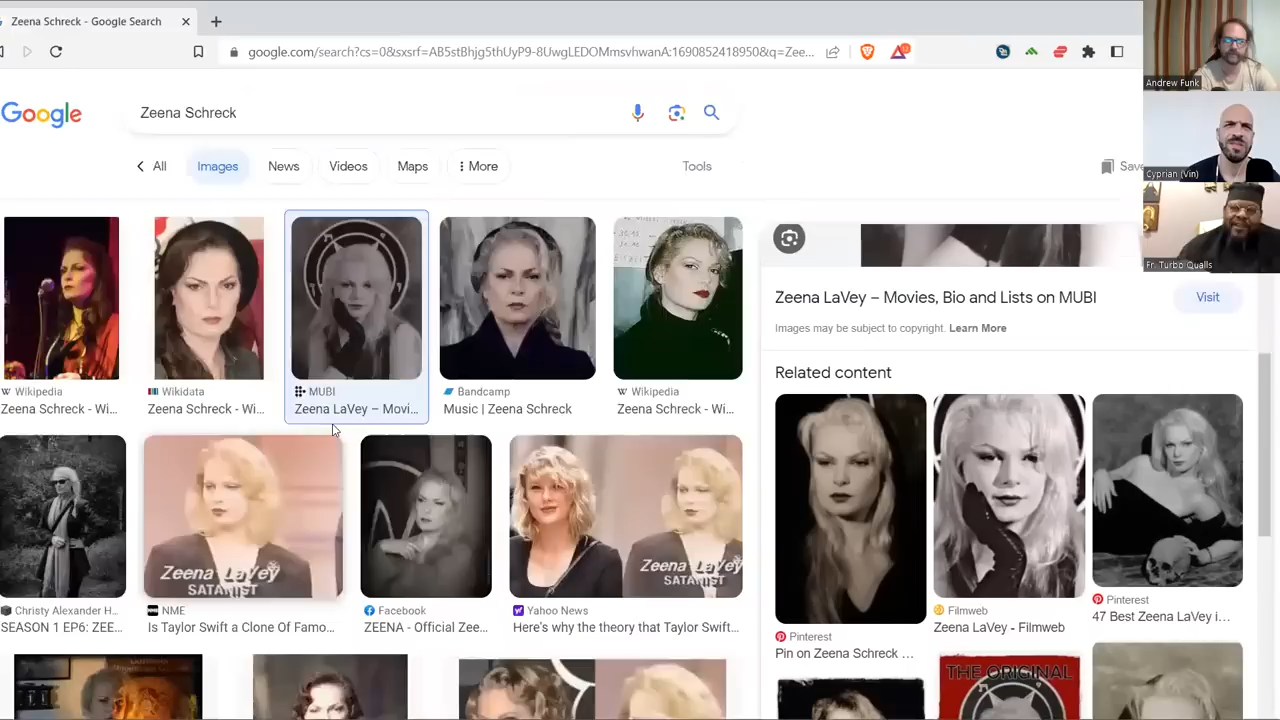 Zeena Schreck - Google Search
google.com/search?cs=0&sxsrf=AB5stBhjg5thUyP9-8UwgLEDOMmsvhwanA:1690852418950&q=Zee...
Andrew Funk
Google
Zeena Schreck
All
Images
News
Videos
Maps
More
Tools
Save
Cyprian (Vin)
Fr. Turbo Qualls
Wikipedia
Zeena Schreck - Wi...
Wikidata
Zeena Schreck - Wi...
MUBI
Zeena LaVey – Movi...
Bandcamp
Music | Zeena Schreck
Wikipedia
Zeena Schreck - Wi...
Zeena LaVey – Movies, Bio and Lists on MUBI
Visit
Images may be subject to copyright. Learn More
Related content
Zeena LaVey
SATANIST
Zeena LaVey
SATANIST
Christy Alexander H...
SEASON 1 EP6: ZEE...
NME
Is Taylor Swift a Clone Of Famo...
Facebook
ZEENA - Official Zee...
Yahoo News
Here's why the theory that Taylor Swift...
Pinterest
Pin on Zeena Schreck ...
Filmweb
Zeena LaVey - Filmweb
Pinterest
47 Best Zeena LaVey i...
THE ORIGINAL